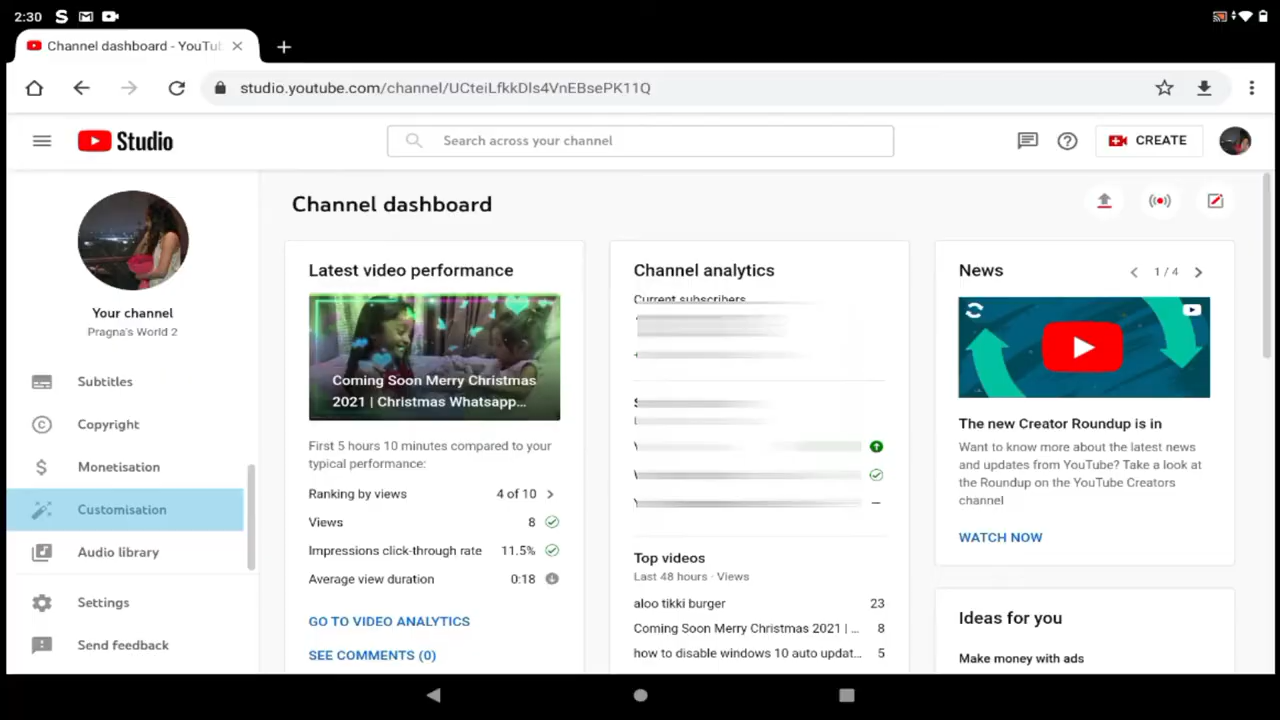 2:30
Channel dashboard - YouTu
studio.youtube.com/channel/UCteiLfkkDls4VnEBsePK11Q
Studio
Search across your channel
CREATE
Your channel
Pragna's World 2
Subtitles
Copyright
Monetisation
Customisation
Audio library
Settings
Send feedback
Channel dashboard
Latest video performance
Coming Soon Merry Christmas
2021 | Christmas Whatsapp...
First 5 hours 10 minutes compared to your
typical performance:
Ranking by views 4 of 10
Views 8
Impressions click-through rate 11.5%
Average view duration 0:18
GO TO VIDEO ANALYTICS
SEE COMMENTS (0)
Channel analytics
Current subscribers
Top videos
Last 48 hours · Views
aloo tikki burger 23
Coming Soon Merry Christmas 2021 | ... 8
how to disable windows 10 auto updat... 5
News
1 / 4
The new Creator Roundup is in
Want to know more about the latest news
and updates from YouTube? Take a look at
the Roundup on the YouTube Creators
channel
WATCH NOW
Ideas for you
Make money with ads